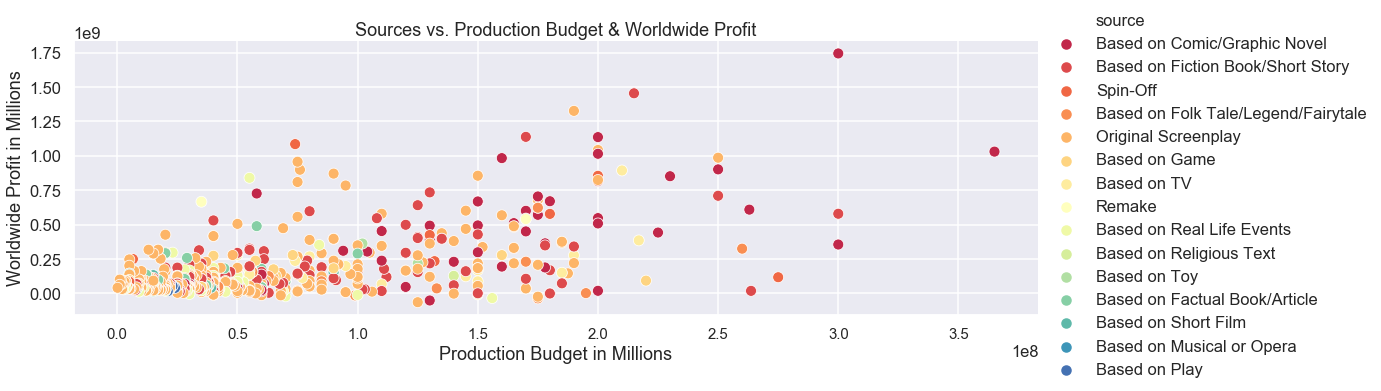 Sources vs. Production Budget & Worldwide Profit
1e9
1.75
1.50
1.25
1.00
0.75
0.50
0.25
0.00
Worldwide Profit in Millions
0.0 0.5 1.0 1.5 2.0 2.5 3.0 3.5
1e8
Production Budget in Millions
source
Based on Comic/Graphic Novel
Based on Fiction Book/Short Story
Spin-Off
Based on Folk Tale/Legend/Fairytale
Original Screenplay
Based on Game
Based on TV
Remake
Based on Real Life Events
Based on Religious Text
Based on Toy
Based on Factual Book/Article
Based on Short Film
Based on Musical or Opera
Based on Play